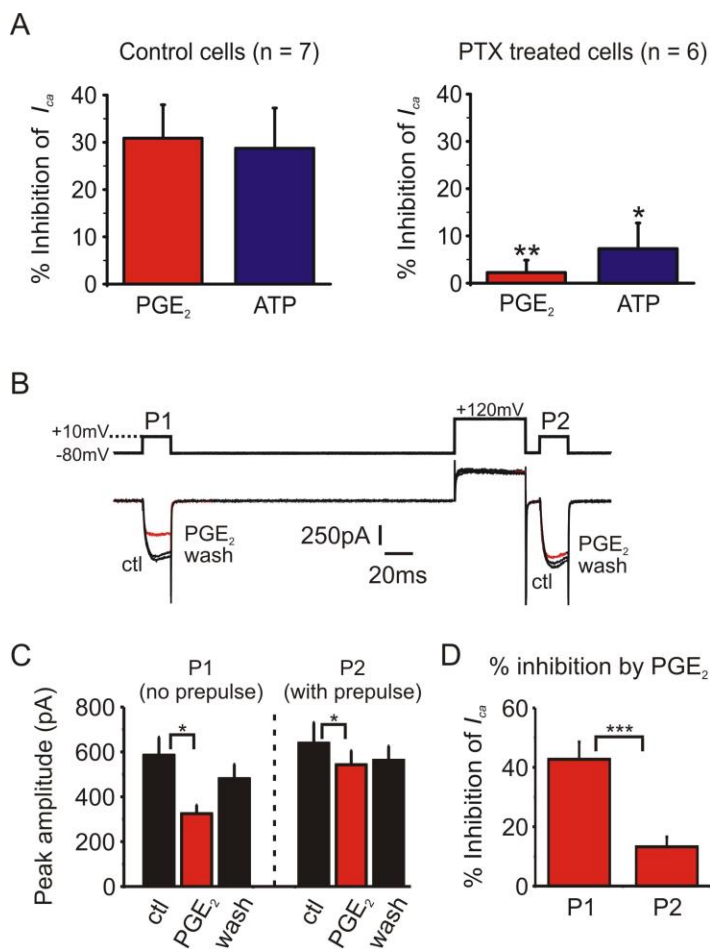 A
Control cells (n = 7)
PTX treated cells (n = 6)
% Inhibition of Ica
40
30
20
10
0
PGE2
ATP
% Inhibition of Ica
40
30
20
10
0
**
*
PGE2
ATP
B
P1
+120mV
P2
+10mV
-80mV
PGE2
wash
ctl
250pA
20ms
PGE2
wash
ctl
C
P1
(no prepulse)
P2
(with prepulse)
Peak amplitude (pA)
800
600
400
200
0
*
*
ctl
PGE2
wash
ctl
PGE2
wash
D
% inhibition by PGE2
% Inhibition of Ica
60
40
20
0
***
P1
P2